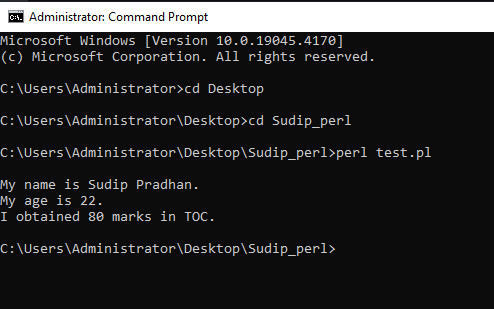 Administrator: Command Prompt
Microsoft Windows [Version 10.0.19045.4170]
(c) Microsoft Corporation. All rights reserved.
C:\Users\Administrator>cd Desktop
C:\Users\Administrator\Desktop>cd Sudip_perl
C:\Users\Administrator\Desktop\Sudip_perl>perl test.pl
My name is Sudip Pradhan.
My age is 22.
I obtained 80 marks in TOC.
C:\Users\Administrator\Desktop\Sudip_perl>